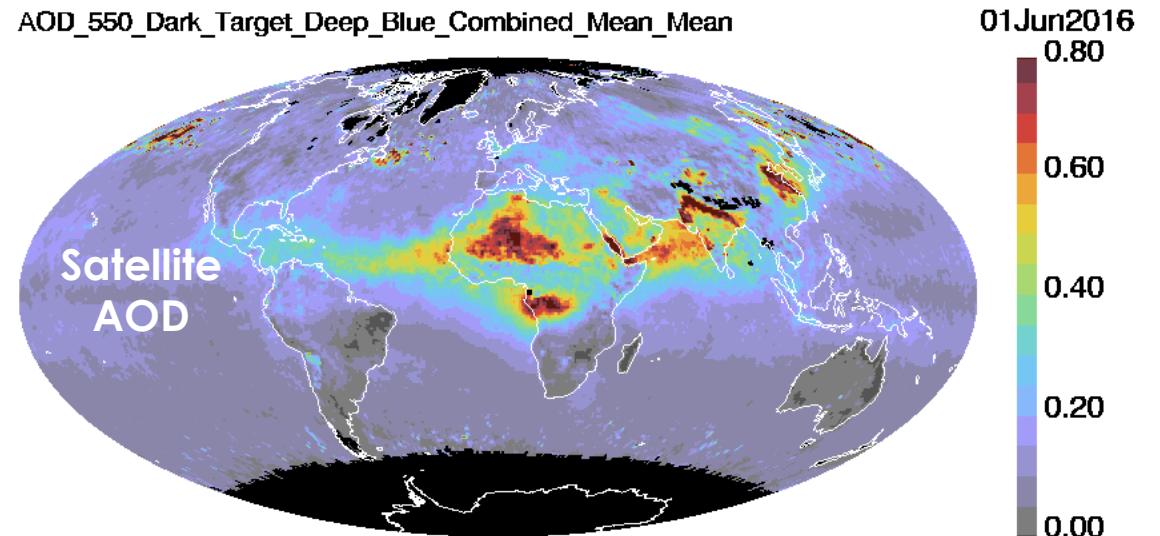 AOD_550_Dark_Target_Deep_Blue_Combined_Mean_Mean
01Jun2016
0.80
0.60
Satellite
AOD
0.40
0.20
0.00